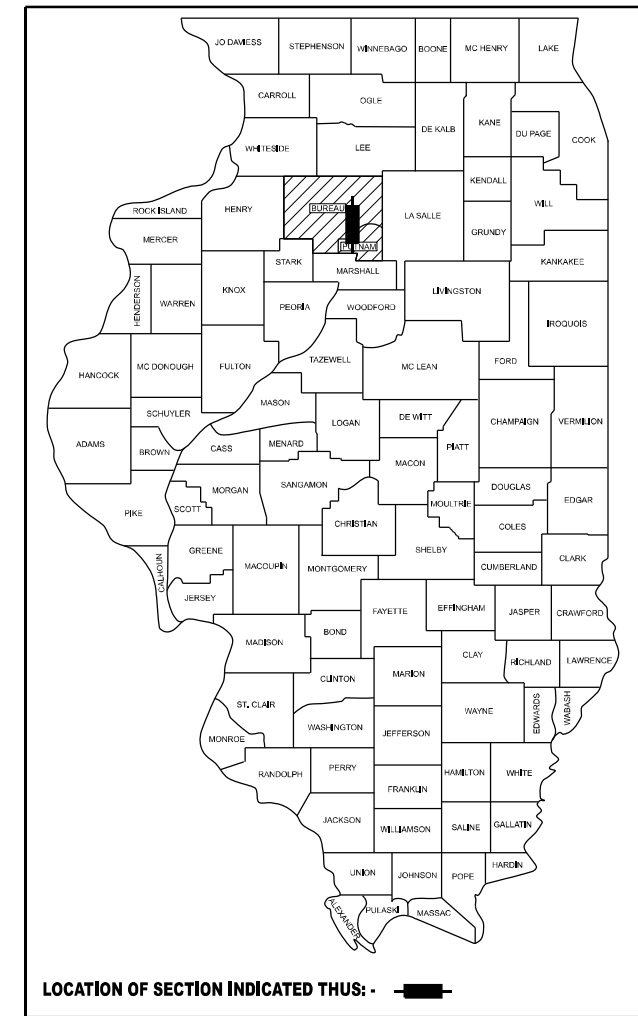 JO DAVIESS
STEPHENSON
WINNEBAGO
BOONE
MC HENRY
LAKE
CARROLL
OGLE
DE KALB
KANE
DU PAGE
COOK
WHITESIDE
LEE
KENDALL
WILL
ROCK ISLAND
HENRY
BUREAU
LA SALLE
GRUNDY
MERCER
PUTNAM
KANKAKEE
STARK
MARSHALL
HENDERSON
WARREN
KNOX
PEORIA
WOODFORD
LIVINGSTON
IROQUOIS
HANCOCK
MC DONOUGH
FULTON
TAZEWELL
MC LEAN
FORD
SCHUYLER
MASON
LOGAN
DE WITT
PIATT
CHAMPAIGN
VERMILION
ADAMS
BROWN
CASS
MENARD
MACON
MORGAN
SANGAMON
MOULTRIE
DOUGLAS
EDGAR
PIKE
SCOTT
CHRISTIAN
COLES
CALHOUN
GREENE
MACOUPIN
MONTGOMERY
SHELBY
CUMBERLAND
CLARK
JERSEY
FAYETTE
EFFINGHAM
JASPER
CRAWFORD
MADISON
BOND
CLAY
RICHLAND
LAWRENCE
CLINTON
MARION
ST. CLAIR
WAYNE
EDWARDS
WABASH
WASHINGTON
JEFFERSON
MONROE
RANDOLPH
PERRY
HAMILTON
WHITE
FRANKLIN
JACKSON
WILLIAMSON
SALINE
GALLATIN
HARDIN
UNION
JOHNSON
POPE
ALEXANDER
PULASKI
MASSAC
LOCATION OF SECTION INDICATED THUS: -